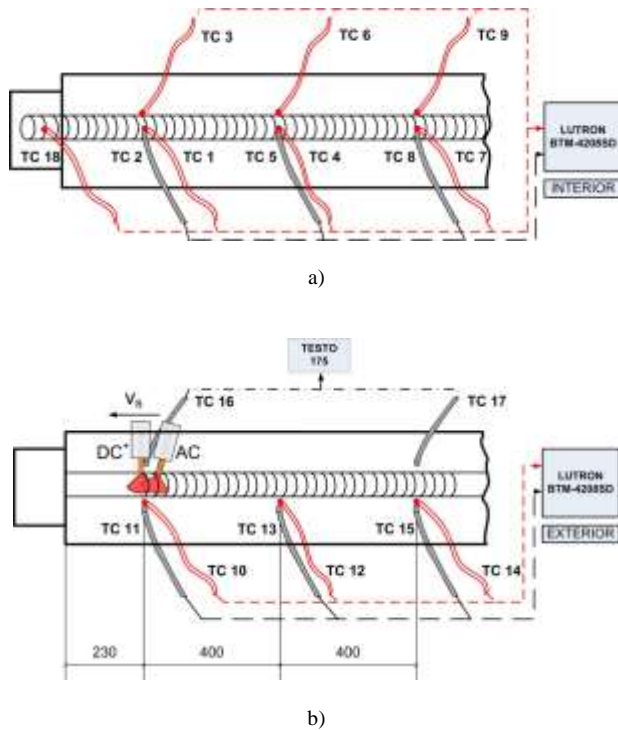 TC 3
TC 6
TC 9
LUTRON
BTM-4208SD
INTERIOR
TC 18
TC 2
TC 1
TC 5
TC 4
TC 8
TC 7
a)
TESTO
175
Vs
TC 16
TC 17
DC+
AC
LUTRON
BTM-4208SD
EXTERIOR
TC 11
TC 13
TC 15
TC 10
TC 12
TC 14
230
400
400
b)